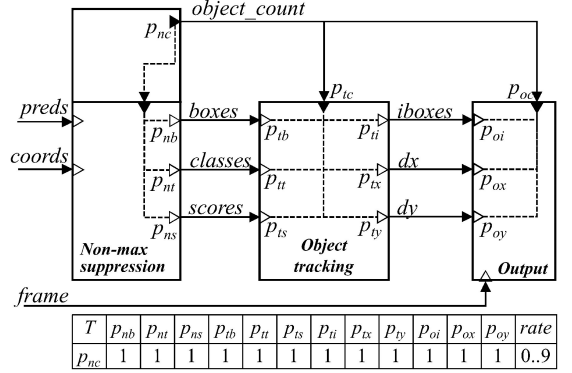 object_count
p_nc
p_tc
p_oc
preds
boxes
iboxes
p_nb
p_tb
p_ti
p_oi
coords
classes
dx
p_nt
p_tt
p_tx
p_ox
scores
dy
p_ns
p_ts
p_ty
p_oy
Non-max
suppression
Object
tracking
Output
frame
T p_nb p_nt p_ns p_tb p_tt p_ts p_ti p_tx p_ty p_oi p_ox p_oy rate
p_nc 1 1 1 1 1 1 1 1 1 1 1 1 0..9